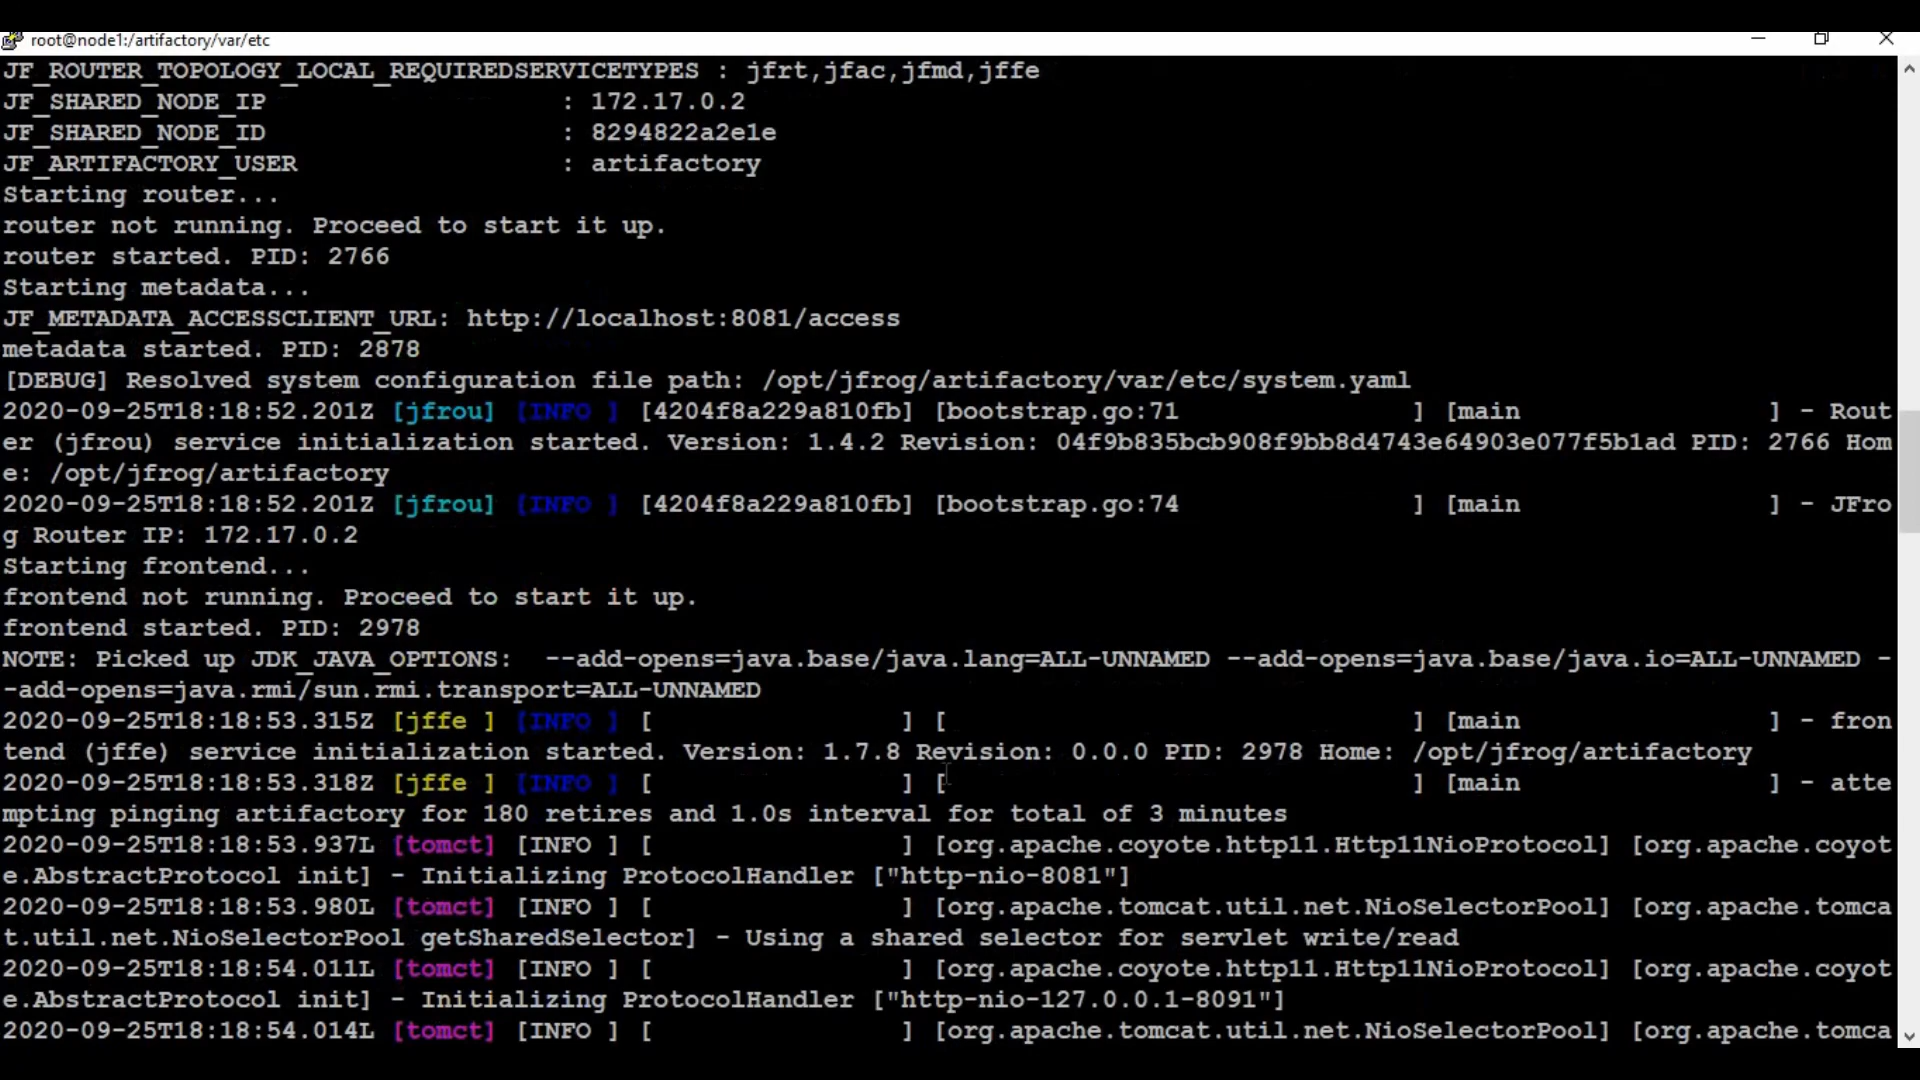 root@node1:/artifactory/var/etc
JF_ROUTER_TOPOLOGY_LOCAL_REQUIREDSERVICETYPES : jfrt,jfac,jfmd,jffe
JF_SHARED_NODE_IP : 172.17.0.2
JF_SHARED_NODE_ID : 8294822a2e1e
JF_ARTIFACTORY_USER : artifactory
Starting router...
router not running. Proceed to start it up.
router started. PID: 2766
Starting metadata...
JF_METADATA_ACCESSCLIENT_URL: http://localhost:8081/access
metadata started. PID: 2878
[DEBUG] Resolved system configuration file path: /opt/jfrog/artifactory/var/etc/system.yaml
2020-09-25T18:18:52.201Z [jfrou] [INFO ] [4204f8a229a810fb] [bootstrap.go:71 ] [main ] - Rout
er (jfrou) service initialization started. Version: 1.4.2 Revision: 04f9b835bcb908f9bb8d4743e64903e077f5b1ad PID: 2766 Hom
e: /opt/jfrog/artifactory
2020-09-25T18:18:52.201Z [jfrou] [INFO ] [4204f8a229a810fb] [bootstrap.go:74 ] [main ] - JFro
g Router IP: 172.17.0.2
Starting frontend...
frontend not running. Proceed to start it up.
frontend started. PID: 2978
NOTE: Picked up JDK_JAVA_OPTIONS:  --add-opens=java.base/java.lang=ALL-UNNAMED --add-opens=java.base/java.io=ALL-UNNAMED -
-add-opens=java.rmi/sun.rmi.transport=ALL-UNNAMED
2020-09-25T18:18:53.315Z [jffe ] [INFO ] [ ] [ ] [main ] - fron
tend (jffe) service initialization started. Version: 1.7.8 Revision: 0.0.0 PID: 2978 Home: /opt/jfrog/artifactory
2020-09-25T18:18:53.318Z [jffe ] [INFO ] [ ] [ ] [main ] - atte
mpting pinging artifactory for 180 retires and 1.0s interval for total of 3 minutes
2020-09-25T18:18:53.937L [tomct] [INFO ] [ ] [org.apache.coyote.http11.Http11NioProtocol] [org.apache.coyot
e.AbstractProtocol init] - Initializing ProtocolHandler ["http-nio-8081"]
2020-09-25T18:18:53.980L [tomct] [INFO ] [ ] [org.apache.tomcat.util.net.NioSelectorPool] [org.apache.tomca
t.util.net.NioSelectorPool getSharedSelector] - Using a shared selector for servlet write/read
2020-09-25T18:18:54.011L [tomct] [INFO ] [ ] [org.apache.coyote.http11.Http11NioProtocol] [org.apache.coyot
e.AbstractProtocol init] - Initializing ProtocolHandler ["http-nio-127.0.0.1-8091"]
2020-09-25T18:18:54.014L [tomct] [INFO ] [ ] [org.apache.tomcat.util.net.NioSelectorPool] [org.apache.tomca